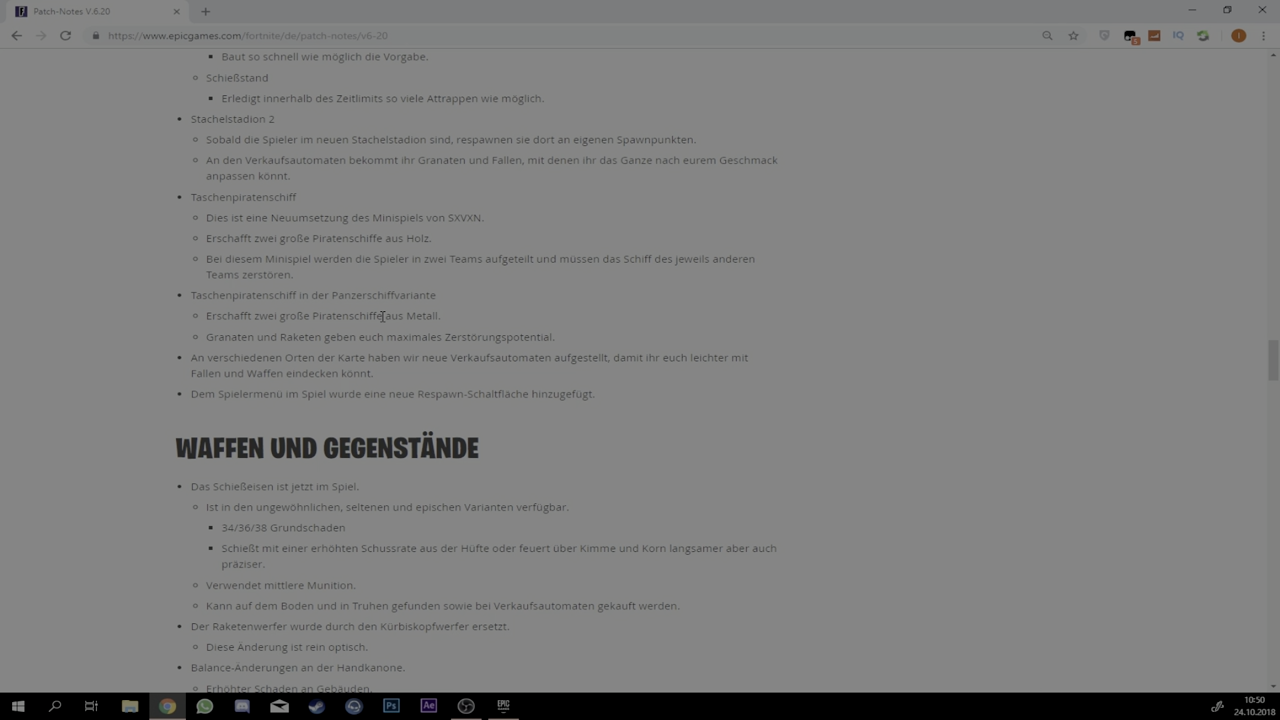 Patch-Notes V.6.20
https://www.epicgames.com/fortnite/de/patch-notes/v6-20
Baut so schnell wie möglich die Vorgabe.
Schießstand
Erledigt innerhalb des Zeitlimits so viele Attrappen wie möglich.
Stachelstadion 2
Sobald die Spieler im neuen Stachelstadion sind, respawnen sie dort an eigenen Spawnpunkten.
An den Verkaufsautomaten bekommt ihr Granaten und Fallen, mit denen ihr das Ganze nach eurem Geschmack
anpassen könnt.
Taschenpiratenschiff
Dies ist eine Neuumsetzung des Minispiels von SXVXN.
Erschafft zwei große Piratenschiffe aus Holz.
Bei diesem Minispiel werden die Spieler in zwei Teams aufgeteilt und müssen das Schiff des jeweils anderen
Teams zerstören.
Taschenpiratenschiff in der Panzerschiffvariante
Erschafft zwei große Piratenschiffe aus Metall.
Granaten und Raketen geben euch maximales Zerstörungspotential.
An verschiedenen Orten der Karte haben wir neue Verkaufsautomaten aufgestellt, damit ihr euch leichter mit
Fallen und Waffen eindecken könnt.
Dem Spielermenü im Spiel wurde eine neue Respawn-Schaltfläche hinzugefügt.
WAFFEN UND GEGENSTÄNDE
Das Schießeisen ist jetzt im Spiel.
Ist in den ungewöhnlichen, seltenen und epischen Varianten verfügbar.
34/36/38 Grundschaden
Schießt mit einer erhöhten Schussrate aus der Hüfte oder feuert über Kimme und Korn langsamer aber auch
präziser.
Verwendet mittlere Munition.
Kann auf dem Boden und in Truhen gefunden sowie bei Verkaufsautomaten gekauft werden.
Der Raketenwerfer wurde durch den Kürbiskopfwerfer ersetzt.
Diese Änderung ist rein optisch.
Balance-Änderungen an der Handkanone.
Erhöhter Schaden an Gebäuden.
Ps
Ae
EPIC
10:50
24.10.2018